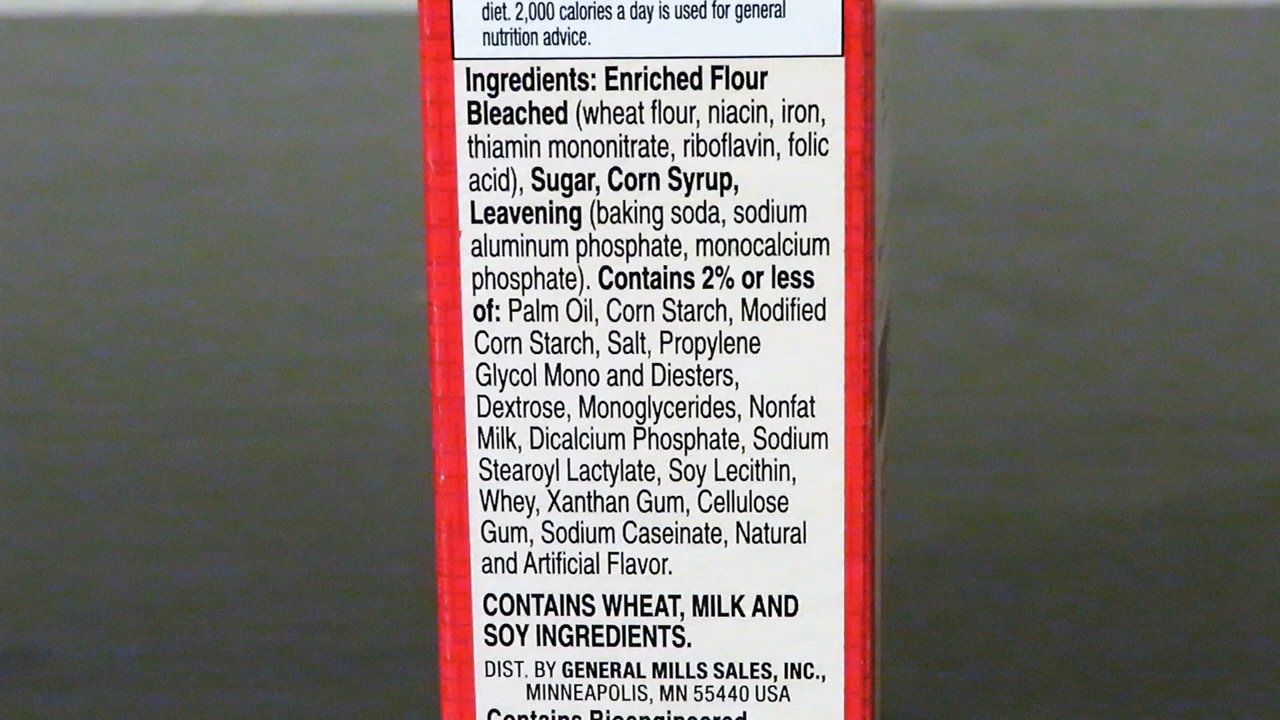 diet. 2,000 calories a day is used for general
nutrition advice.
Ingredients: Enriched Flour
Bleached (wheat flour, niacin, iron,
thiamin mononitrate, riboflavin, folic
acid), Sugar, Corn Syrup,
Leavening (baking soda, sodium
aluminum phosphate, monocalcium
phosphate). Contains 2% or less
of: Palm Oil, Corn Starch, Modified
Corn Starch, Salt, Propylene
Glycol Mono and Diesters,
Dextrose, Monoglycerides, Nonfat
Milk, Dicalcium Phosphate, Sodium
Stearoyl Lactylate, Soy Lecithin,
Whey, Xanthan Gum, Cellulose
Gum, Sodium Caseinate, Natural
and Artificial Flavor.
CONTAINS WHEAT, MILK AND
SOY INGREDIENTS.
DIST. BY GENERAL MILLS SALES, INC.,
MINNEAPOLIS, MN 55440 USA
Contains Bioengineered